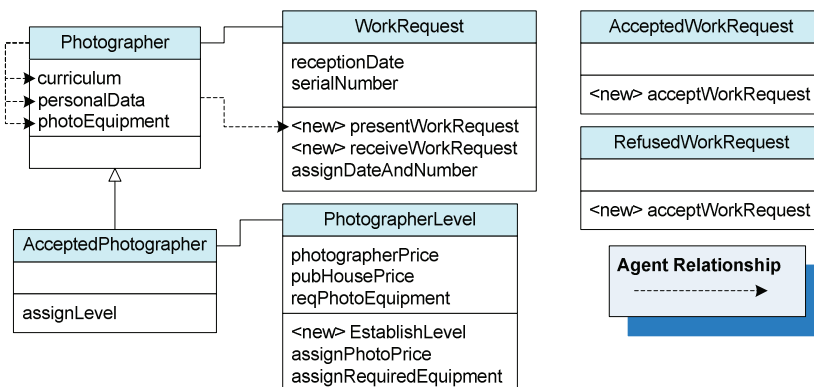 Photographer
curriculum
personalData
photoEquipment
WorkRequest
receptionDate
serialNumber
<new> presentWorkRequest
<new> receiveWorkRequest
assignDateAndNumber
AcceptedWorkRequest
<new> acceptWorkRequest
RefusedWorkRequest
<new> acceptWorkRequest
AcceptedPhotographer
assignLevel
PhotographerLevel
photographerPrice
pubHousePrice
reqPhotoEquipment
<new> EstablishLevel
assignPhotoPrice
assignRequiredEquipment
Agent Relationship